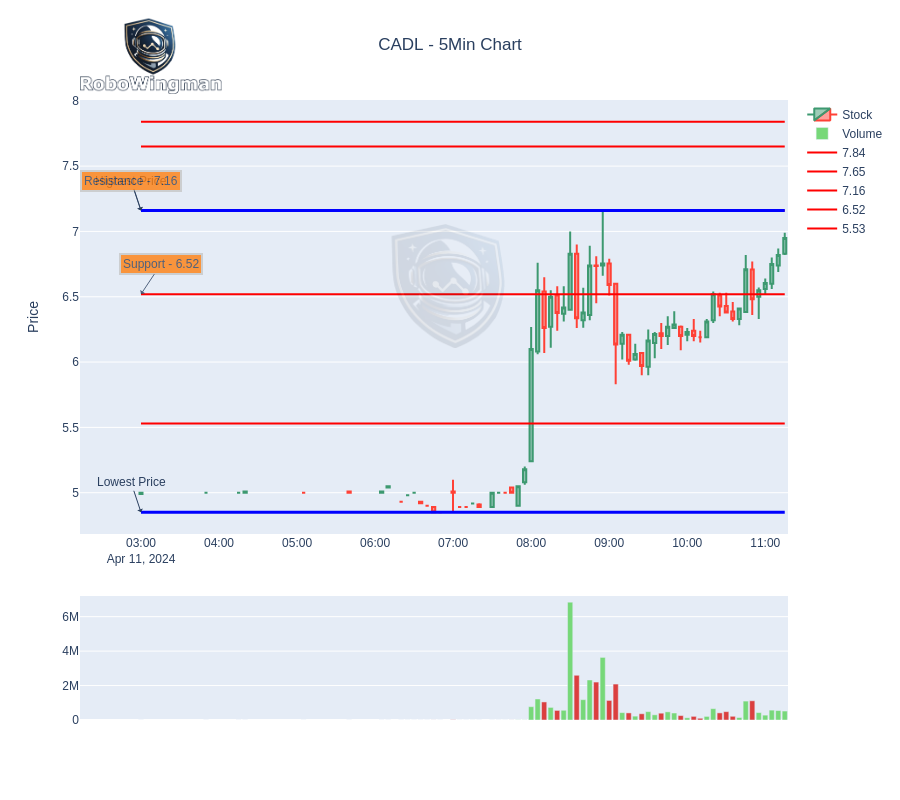 RoboWingman
CADL - 5Min Chart
Stock
Volume
7.84
7.65
7.16
6.52
5.53
Price
8
7.5
7
6.5
6
5.5
5
Resistance - 7.16
Support - 6.52
Lowest Price
03:00
Apr 11, 2024
04:00
05:00
06:00
07:00
08:00
09:00
10:00
11:00
6M
4M
2M
0